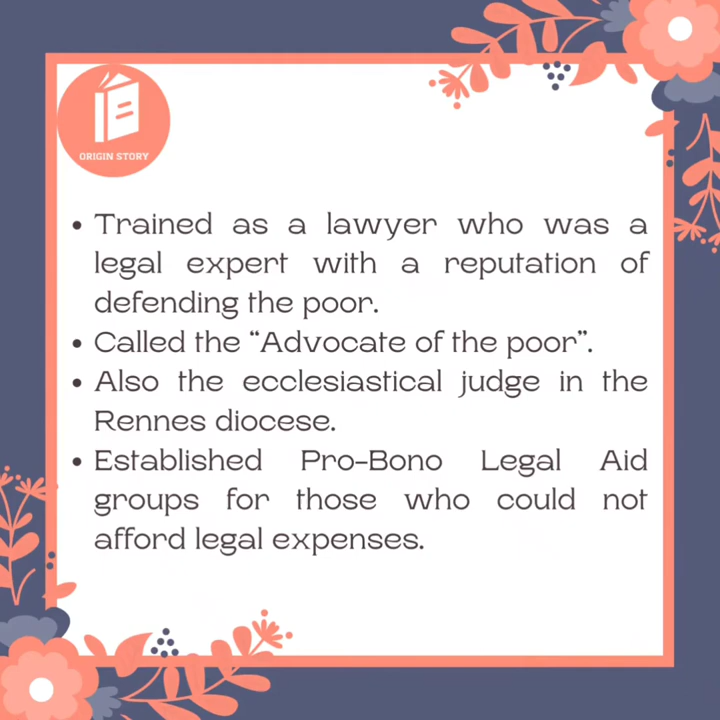 ORIGIN STORY
• Trained as a lawyer who was a
legal expert with a reputation of
defending the poor.
• Called the “Advocate of the poor”.
• Also the ecclesiastical judge in the
Rennes diocese.
• Established Pro-Bono Legal Aid
groups for those who could not
afford legal expenses.